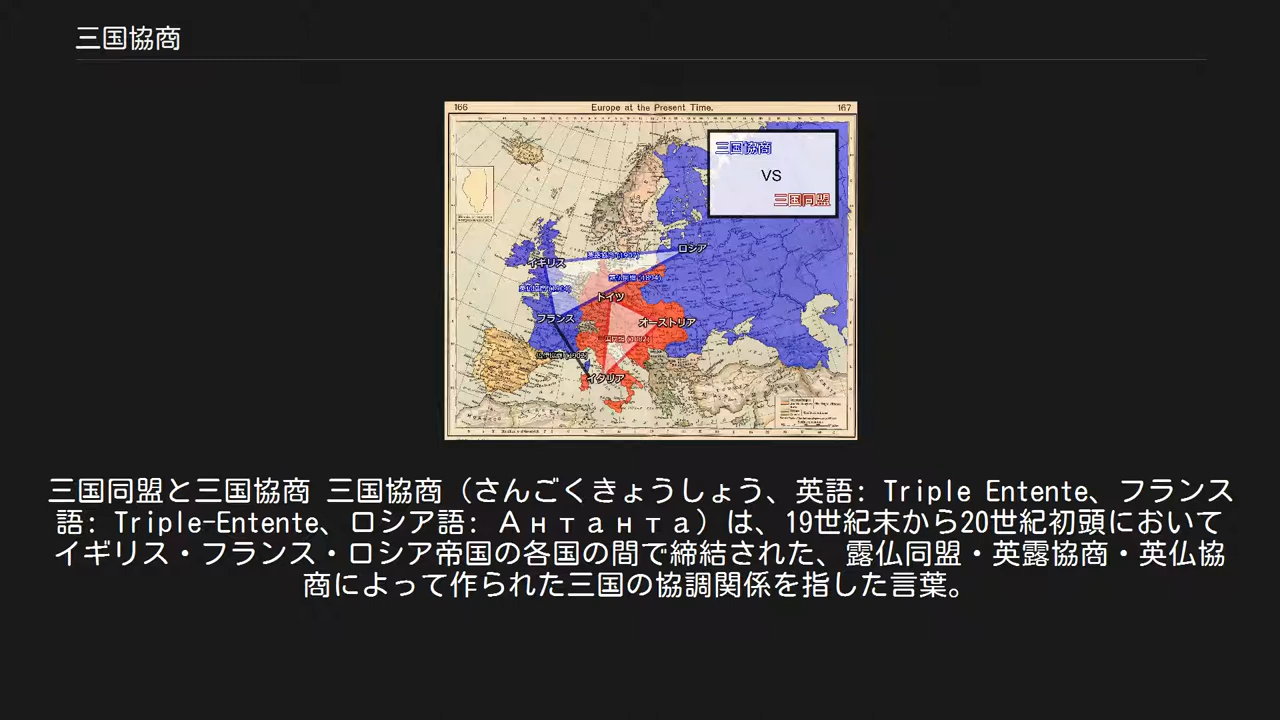 三国協商
166
Europe at the Present Time.
167
三国協商
VS
三国同盟
ロシア
イギリス
ドイツ
フランス
オーストリア
イタリア
三国同盟と三国協商 三国協商（さんごくきょうしょう、英語: Triple Entente、フランス
語: Triple-Entente、ロシア語: Антанта）は、19世紀末から20世紀初頭において
イギリス・フランス・ロシア帝国の各国の間で締結された、露仏同盟・英露協商・英仏協
商によって作られた三国の協調関係を指した言葉。